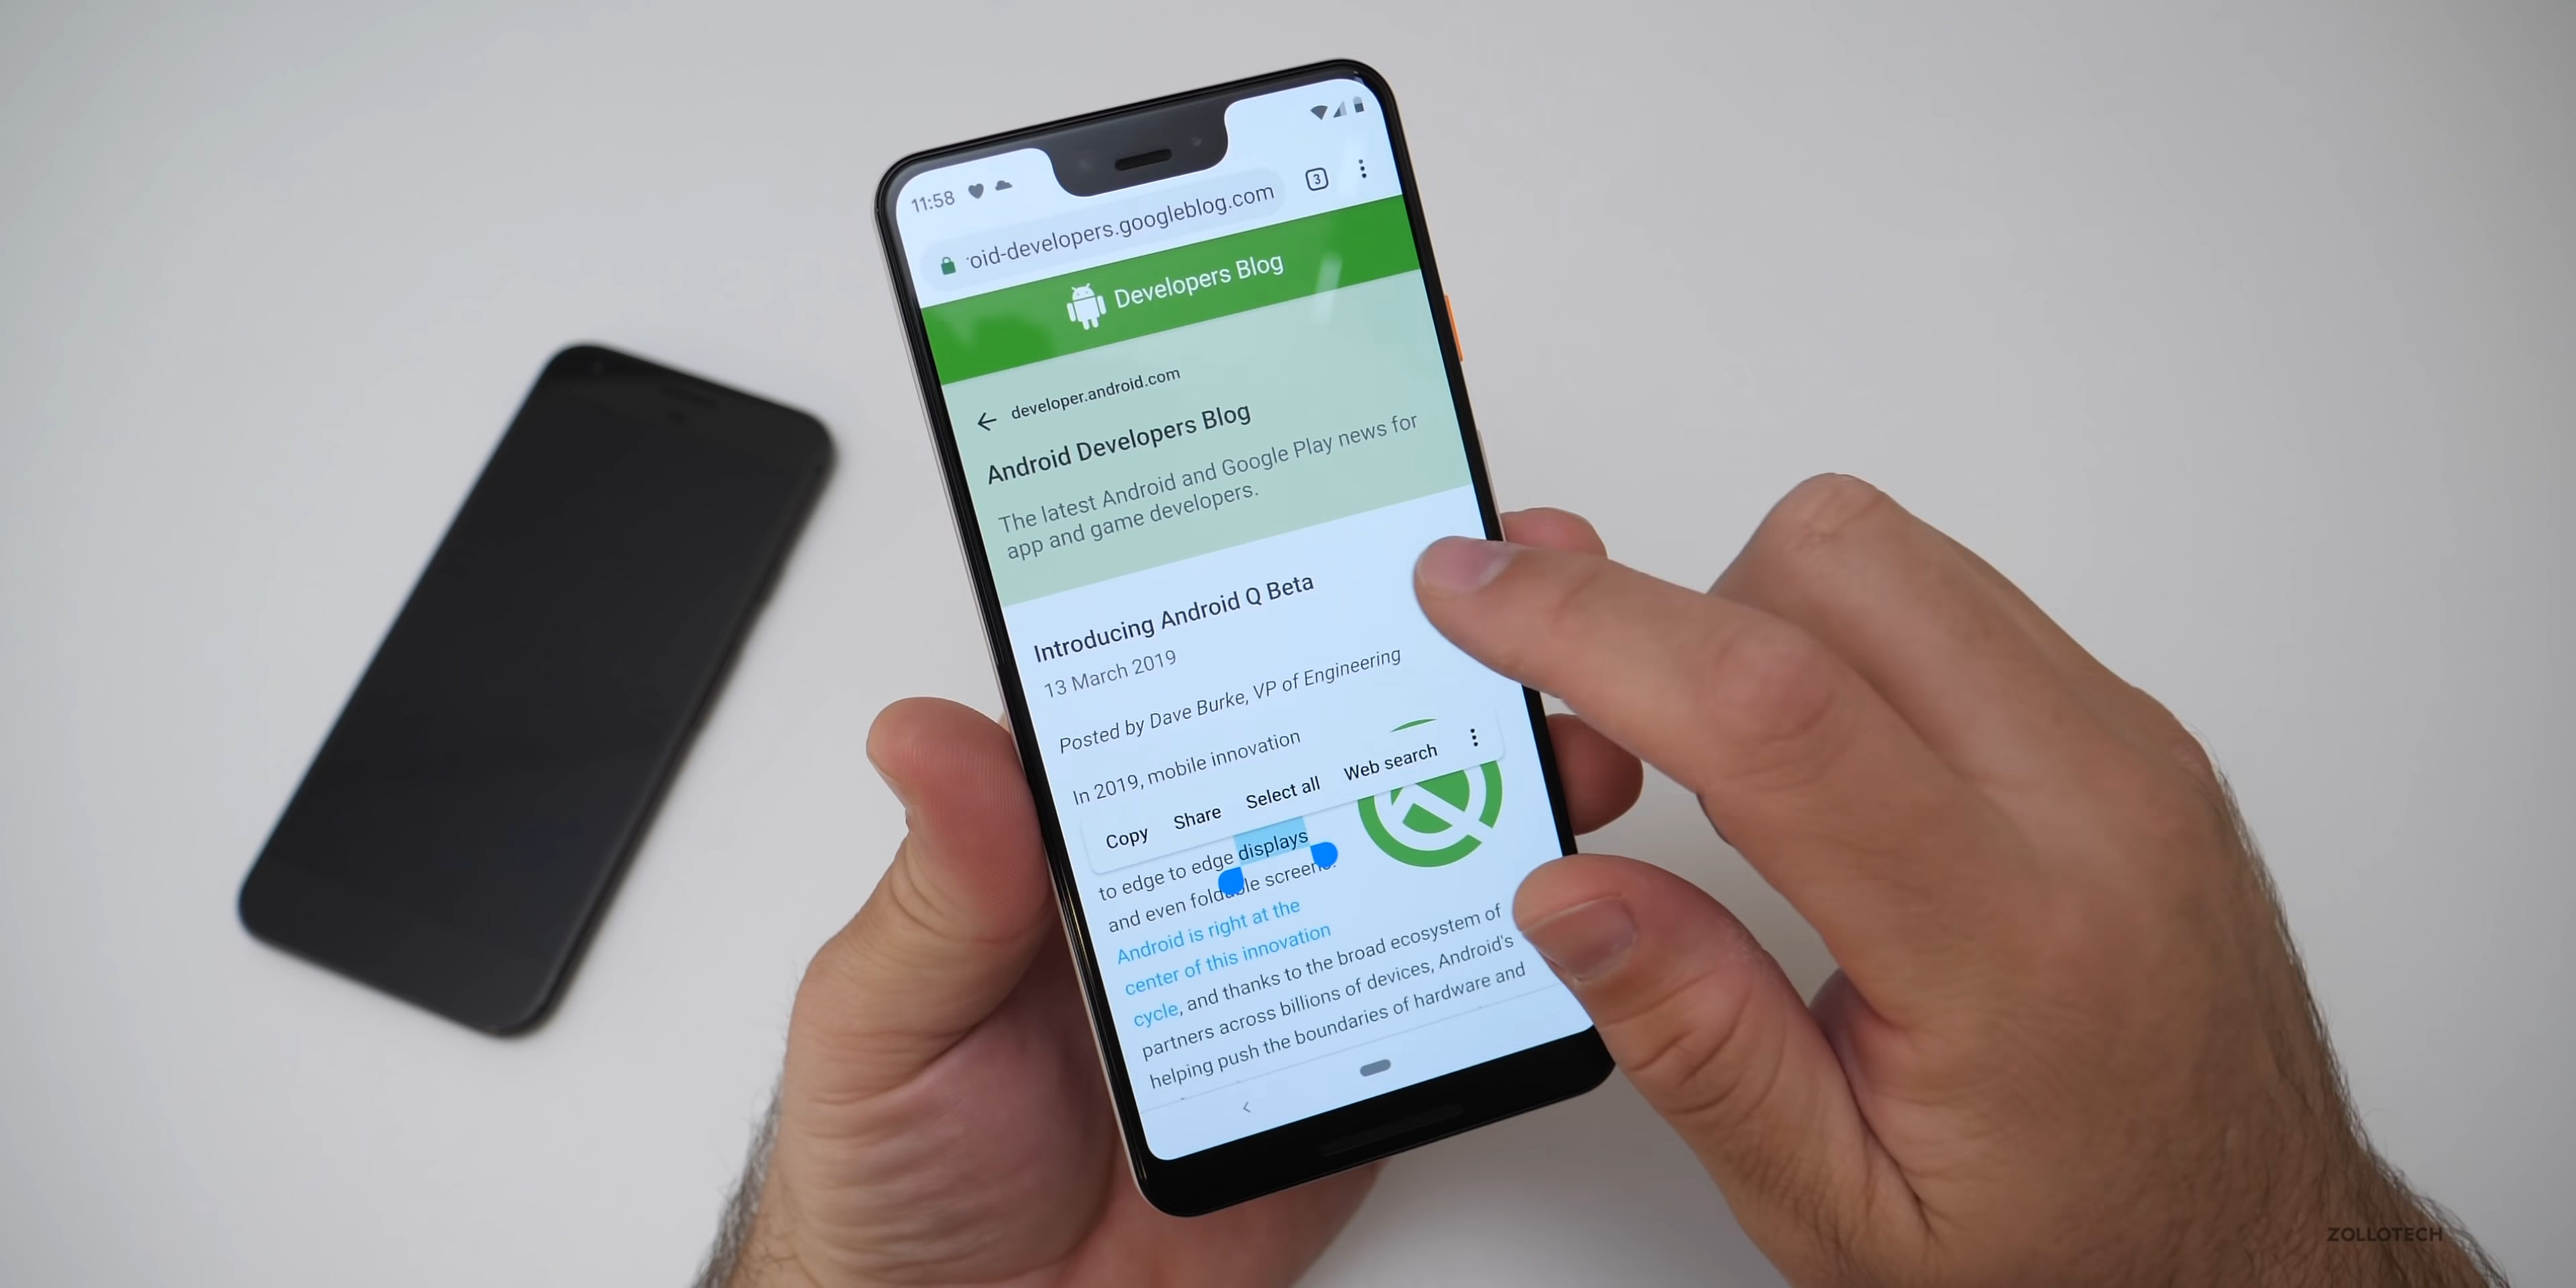 11:58
oid-developers.googleblog.com
3
Developers Blog
developer.android.com
Android Developers Blog
The latest Android and Google Play news for
app and game developers.
Introducing Android Q Beta
13 March 2019
Posted by Dave Burke, VP of Engineering
In 2019, mobile innovation
Copy Share Select all Web search
to edge to edge displays
and even foldable screens.
Android is right at the
center of this innovation
cycle, and thanks to the broad ecosystem of
partners across billions of devices, Android's
helping push the boundaries of hardware and
ZOLLOTECH